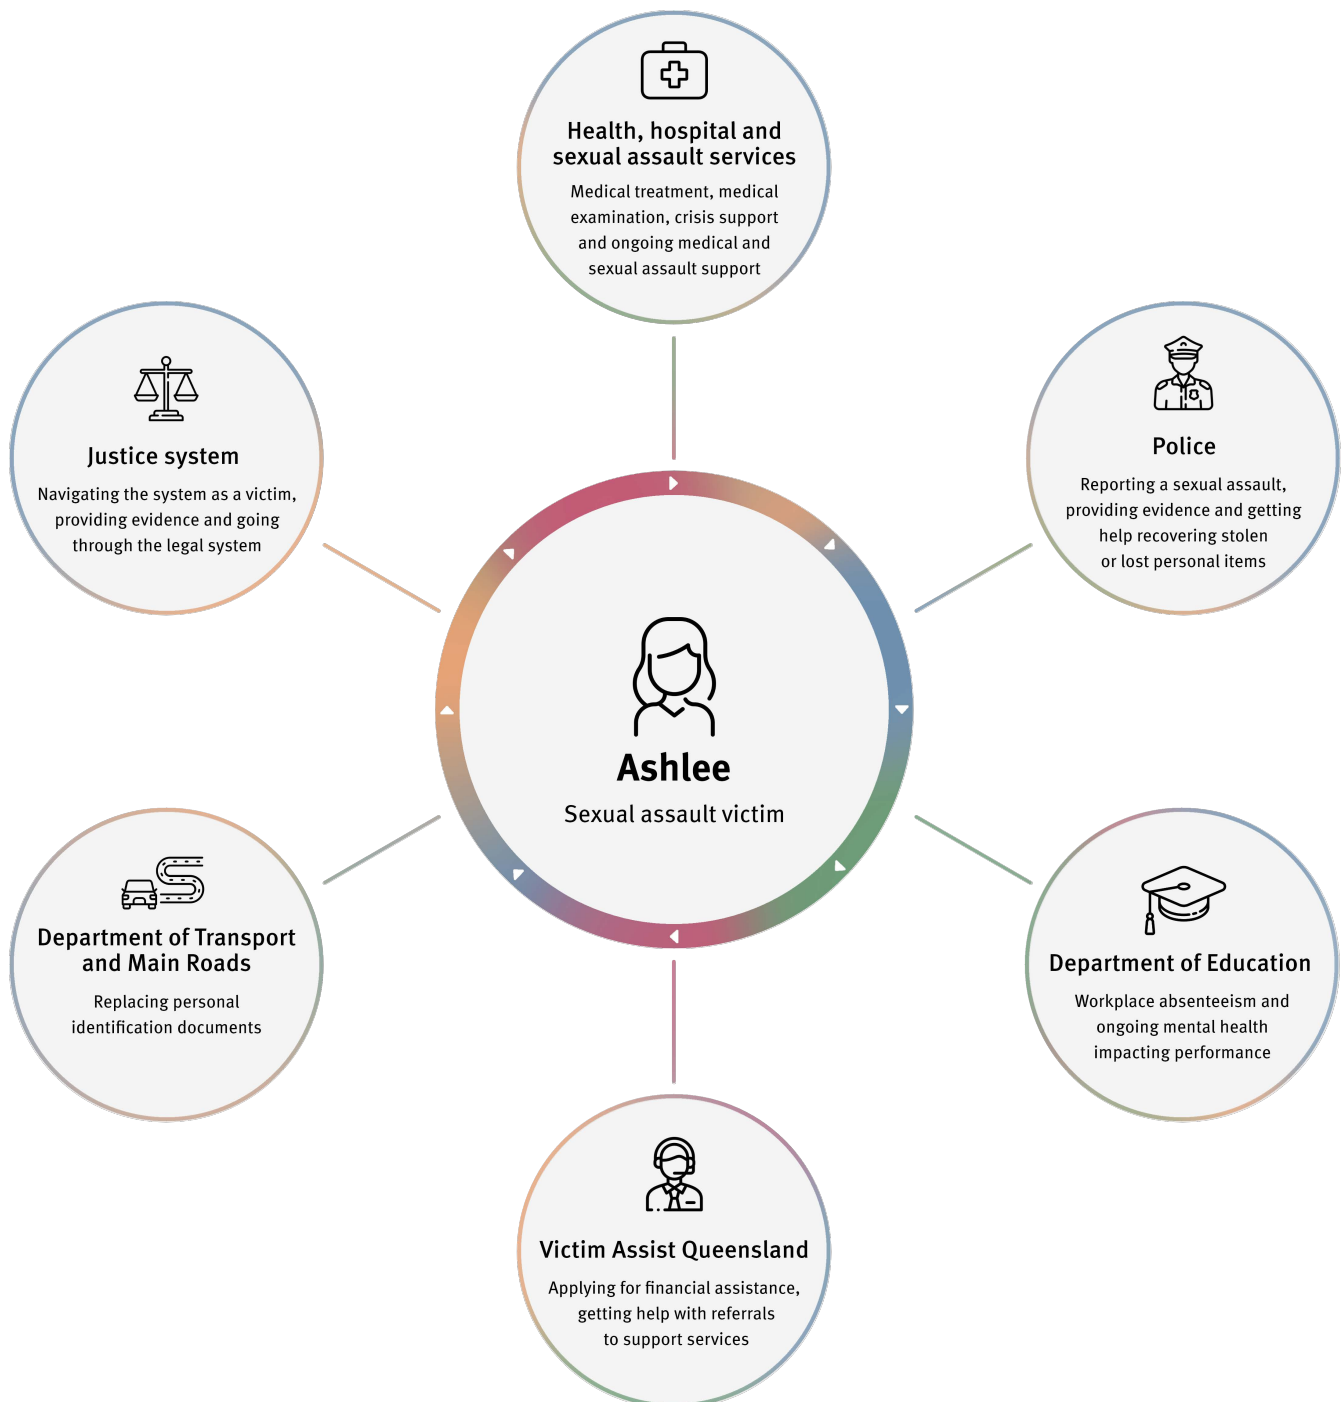 Health, hospital and
sexual assault services
Medical treatment, medical
examination, crisis support
and ongoing medical and
sexual assault support
Justice system
Navigating the system as a victim,
providing evidence and going
through the legal system
Police
Reporting a sexual assault,
providing evidence and getting
help recovering stolen
or lost personal items
Ashlee
Sexual assault victim
Department of Transport
and Main Roads
Replacing personal
identification documents
Department of Education
Workplace absenteeism and
ongoing mental health
impacting performance
Victim Assist Queensland
Applying for financial assistance,
getting help with referrals
to support services